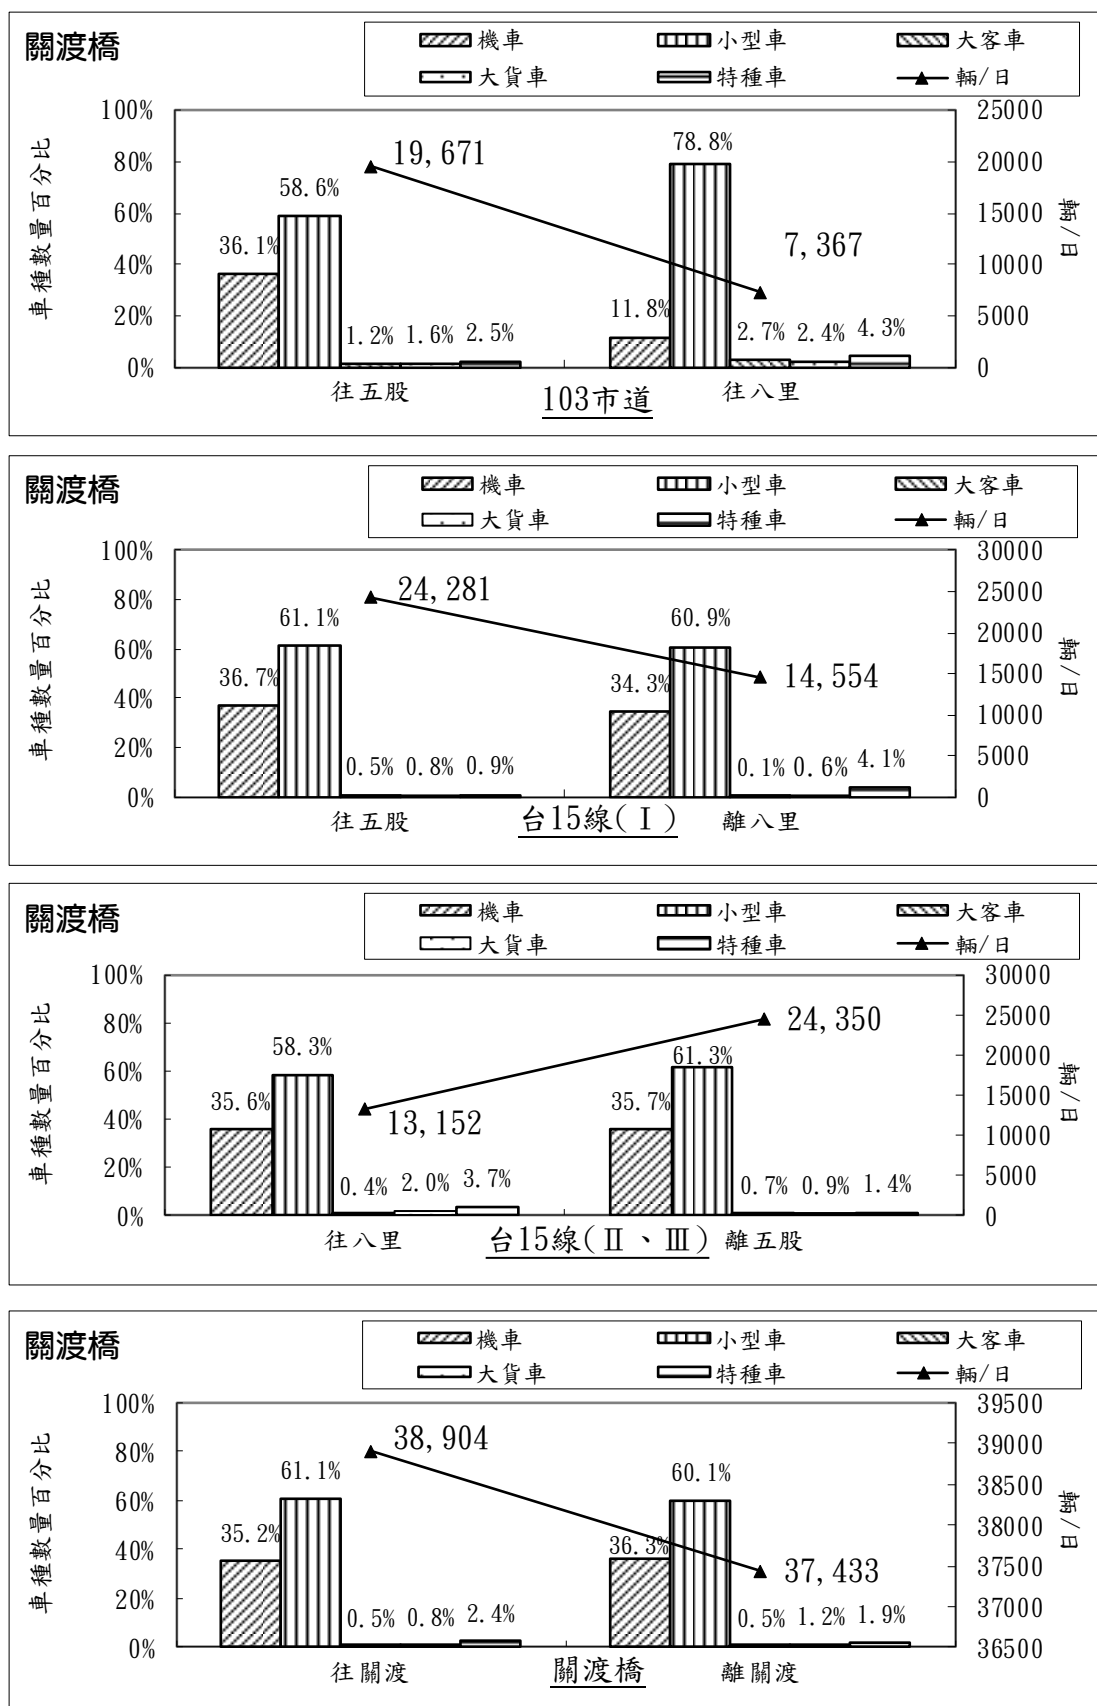 關渡橋
機車 小型車 大客車
大貨車 特種車 輛/日
100% 25000
80% 20000
60% 15000
40% 10000
20% 5000
0% 0
車種數量百分比
輛/日
36.1% 58.6% 1.2% 1.6% 2.5%
19,671
11.8% 78.8% 2.7% 2.4% 4.3%
7,367
往五股 103市道 往八里
關渡橋
機車 小型車 大客車
大貨車 特種車 輛/日
100% 30000
80% 25000
60% 20000
40% 15000
20% 10000
0% 5000
0
車種數量百分比
輛/日
36.7% 61.1% 0.5% 0.8% 0.9%
24,281
34.3% 60.9% 0.1% 0.6% 4.1%
14,554
往五股 台15線(Ⅰ) 離八里
關渡橋
機車 小型車 大客車
大貨車 特種車 輛/日
100% 30000
80% 25000
60% 20000
40% 15000
20% 10000
0% 5000
0
車種數量百分比
輛/日
35.6% 58.3% 0.4% 2.0% 3.7%
13,152
35.7% 61.3% 0.7% 0.9% 1.4%
24,350
往八里 台15線(Ⅱ、Ⅲ) 離五股
關渡橋
機車 小型車 大客車
大貨車 特種車 輛/日
100% 39500
80% 39000
60% 38500
40% 38000
20% 37500
0% 37000
36500
車種數量百分比
輛/日
35.2% 61.1% 0.5% 0.8% 2.4%
38,904
36.3% 60.1% 0.5% 1.2% 1.9%
37,433
往關渡 關渡橋 離關渡